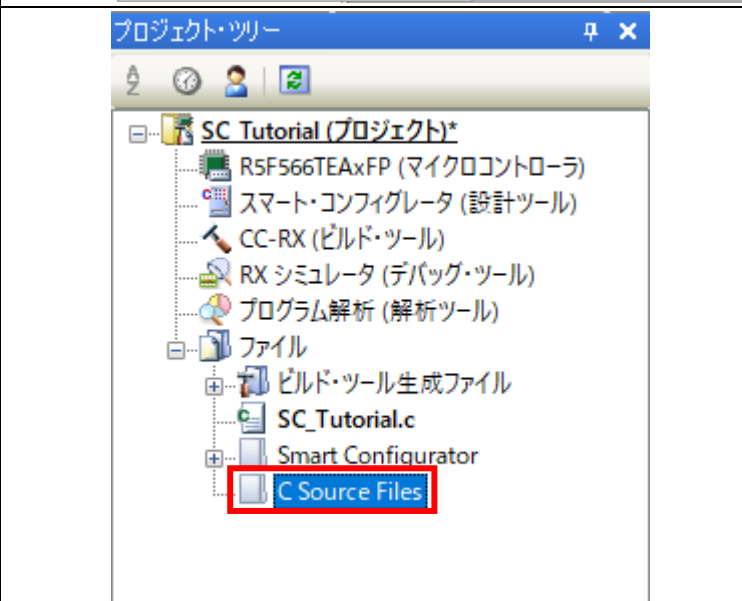 プロジェクト・ツリー
SC_Tutorial (プロジェクト)*
R5F566TEAxFP (マイクロコントローラ)
スマート・コンフィグレータ (設計ツール)
CC-RX (ビルド・ツール)
RX シミュレータ (デバッグ・ツール)
プログラム解析 (解析ツール)
ファイル
ビルド・ツール生成ファイル
SC_Tutorial.c
Smart Configurator
C Source Files